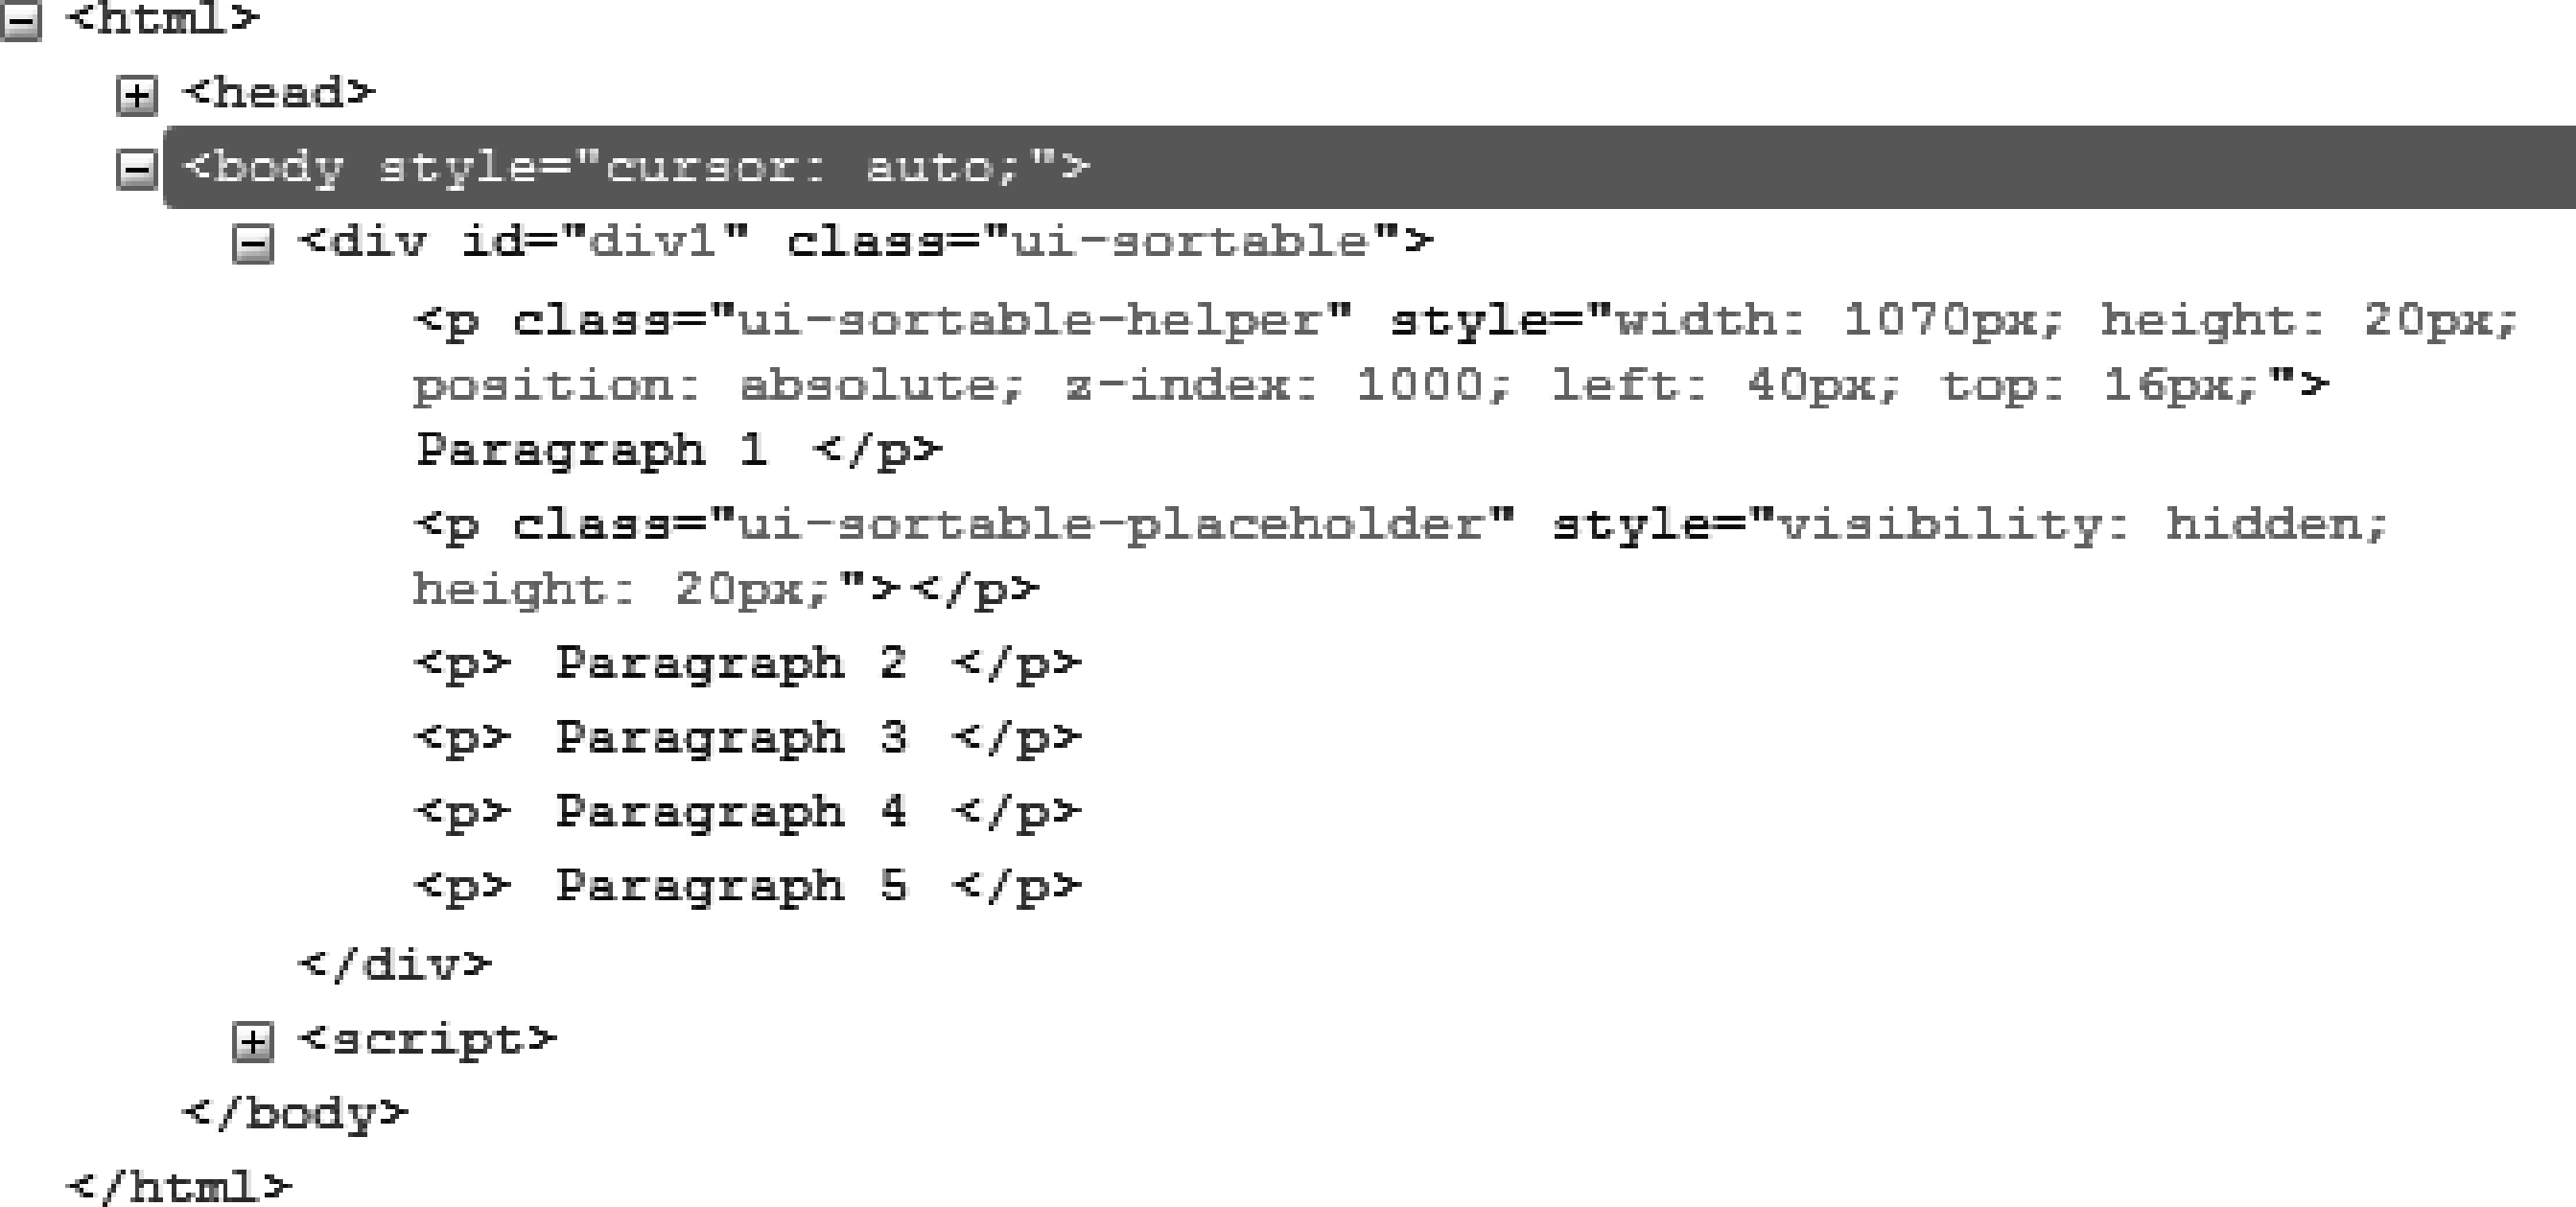 <html>
<head>
<body style="cursor: auto;">
<div id="div1" class="ui-sortable">
<p class="ui-sortable-helper" style="width: 1070px; height: 20px;
position: absolute; z-index: 1000; left: 40px; top: 16px;">
Paragraph 1 </p>
<p class="ui-sortable-placeholder" style="visibility: hidden;
height: 20px;"></p>
<p> Paragraph 2 </p>
<p> Paragraph 3 </p>
<p> Paragraph 4 </p>
<p> Paragraph 5 </p>
</div>
<script>
</body>
</html>